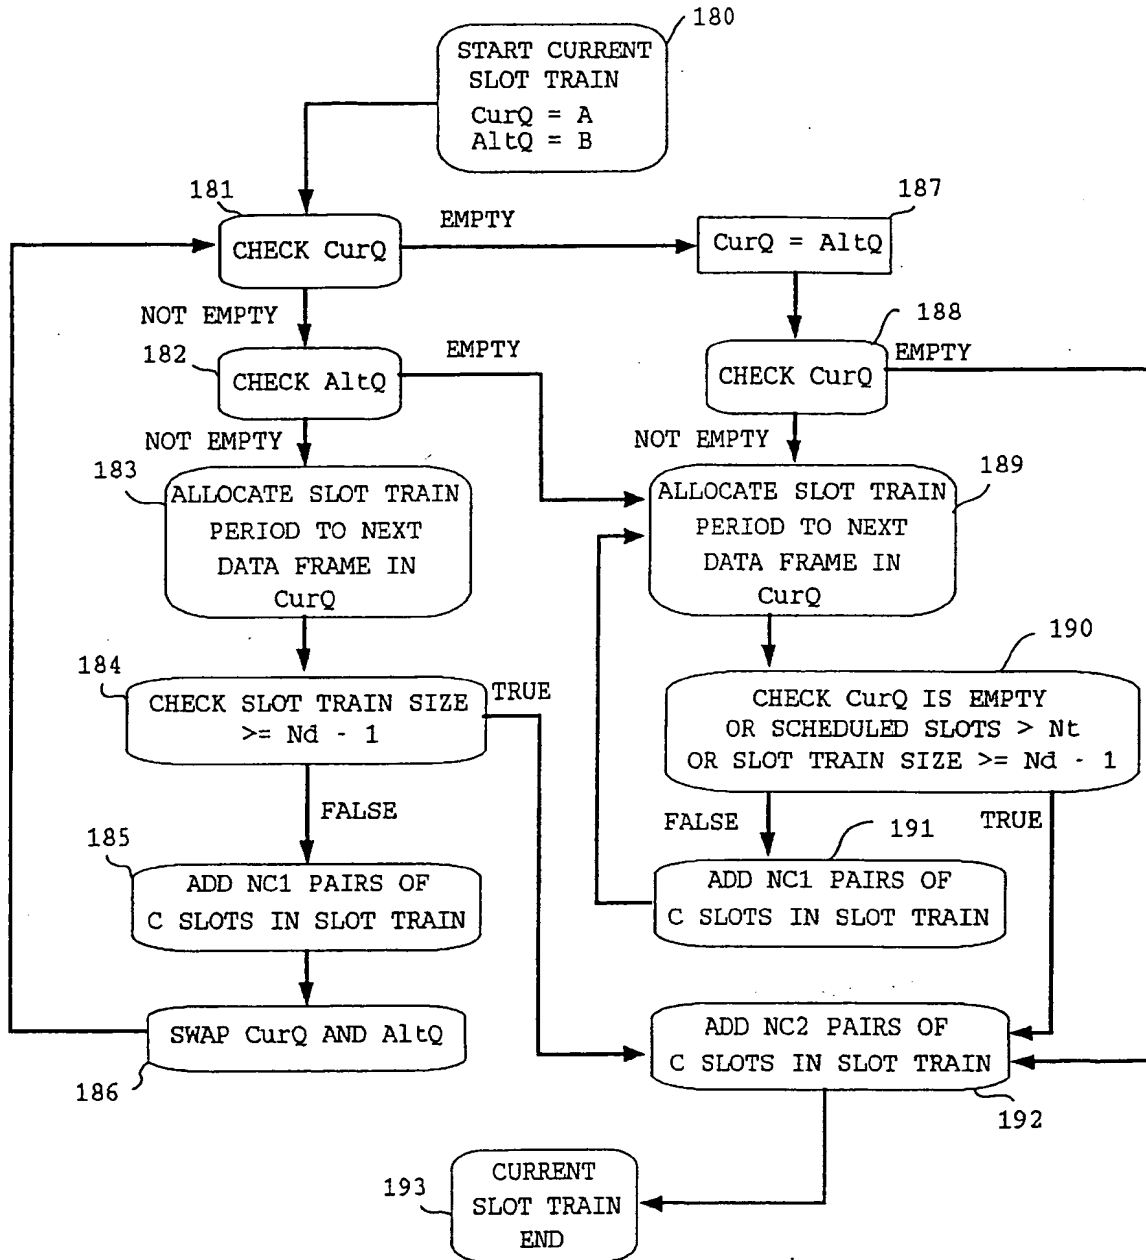 180
START CURRENT
SLOT TRAIN
CurQ = A
AltQ = B
181
CHECK CurQ
EMPTY
187
CurQ = AltQ
NOT EMPTY
182
CHECK AltQ
EMPTY
188
CHECK CurQ
EMPTY
NOT EMPTY
183
ALLOCATE SLOT TRAIN
PERIOD TO NEXT
DATA FRAME IN
CurQ
NOT EMPTY
189
ALLOCATE SLOT TRAIN
PERIOD TO NEXT
DATA FRAME IN
CurQ
184
CHECK SLOT TRAIN SIZE
>= Nd - 1
TRUE
FALSE
190
CHECK CurQ IS EMPTY
OR SCHEDULED SLOTS > Nt
OR SLOT TRAIN SIZE >= Nd - 1
FALSE
TRUE
185
ADD NC1 PAIRS OF
C SLOTS IN SLOT TRAIN
191
ADD NC1 PAIRS OF
C SLOTS IN SLOT TRAIN
SWAP CurQ AND AltQ
186
ADD NC2 PAIRS OF
C SLOTS IN SLOT TRAIN
192
193
CURRENT
SLOT TRAIN
END